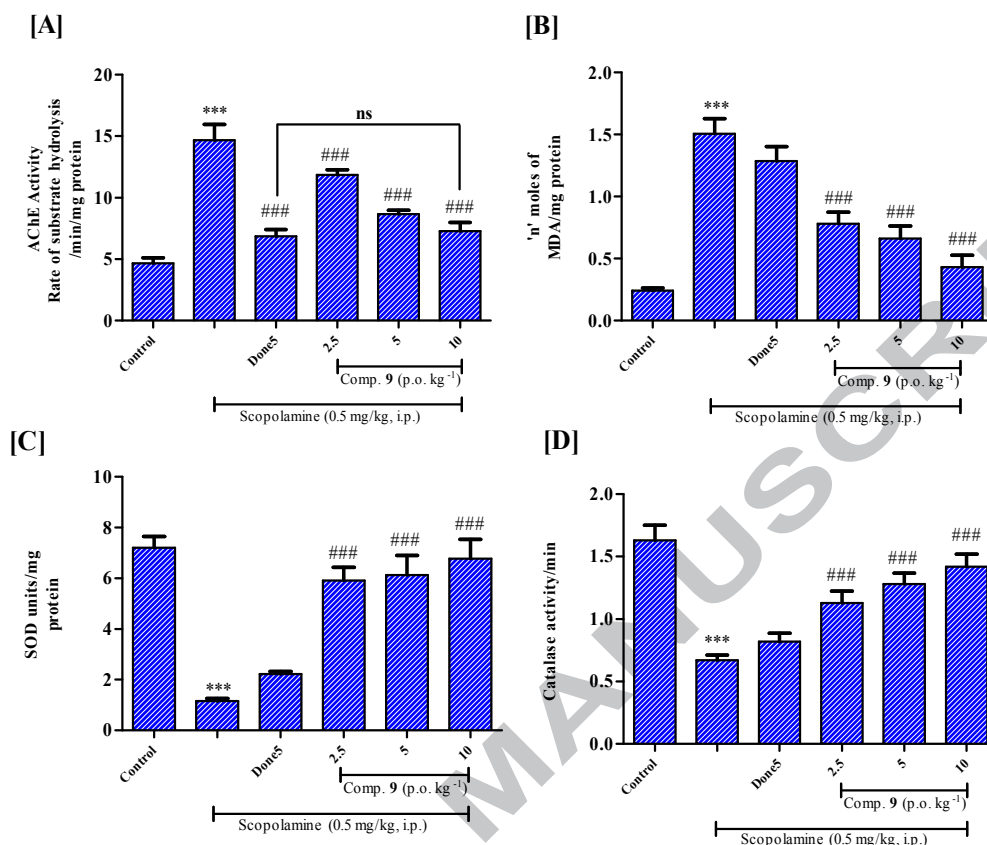 [A]
AChE Activity
Rate of substrate hydrolysis
/min/mg protein
20
15
10
5
0
***
###
ns
###
###
###
Control
Done5
2.5
5
10
Comp. 9 (p.o. kg-1)
Scopolamine (0.5 mg/kg, i.p.)
[B]
'n' moles of
MDA/mg protein
2.0
1.5
1.0
0.5
0.0
***
###
###
###
Control
Done5
2.5
5
10
Comp. 9 (p.o. kg-1)
Scopolamine (0.5 mg/kg, i.p.)
[C]
SOD units/mg
protein
8
6
4
2
0
***
###
###
###
Control
Done5
2.5
5
10
Comp. 9 (p.o. kg-1)
Scopolamine (0.5 mg/kg, i.p.)
[D]
Catalase activity/min
2.0
1.5
1.0
0.5
0.0
***
###
###
###
Control
Done5
2.5
5
10
Comp. 9 (p.o. kg-1)
Scopolamine (0.5 mg/kg, i.p.)
MANUSCR